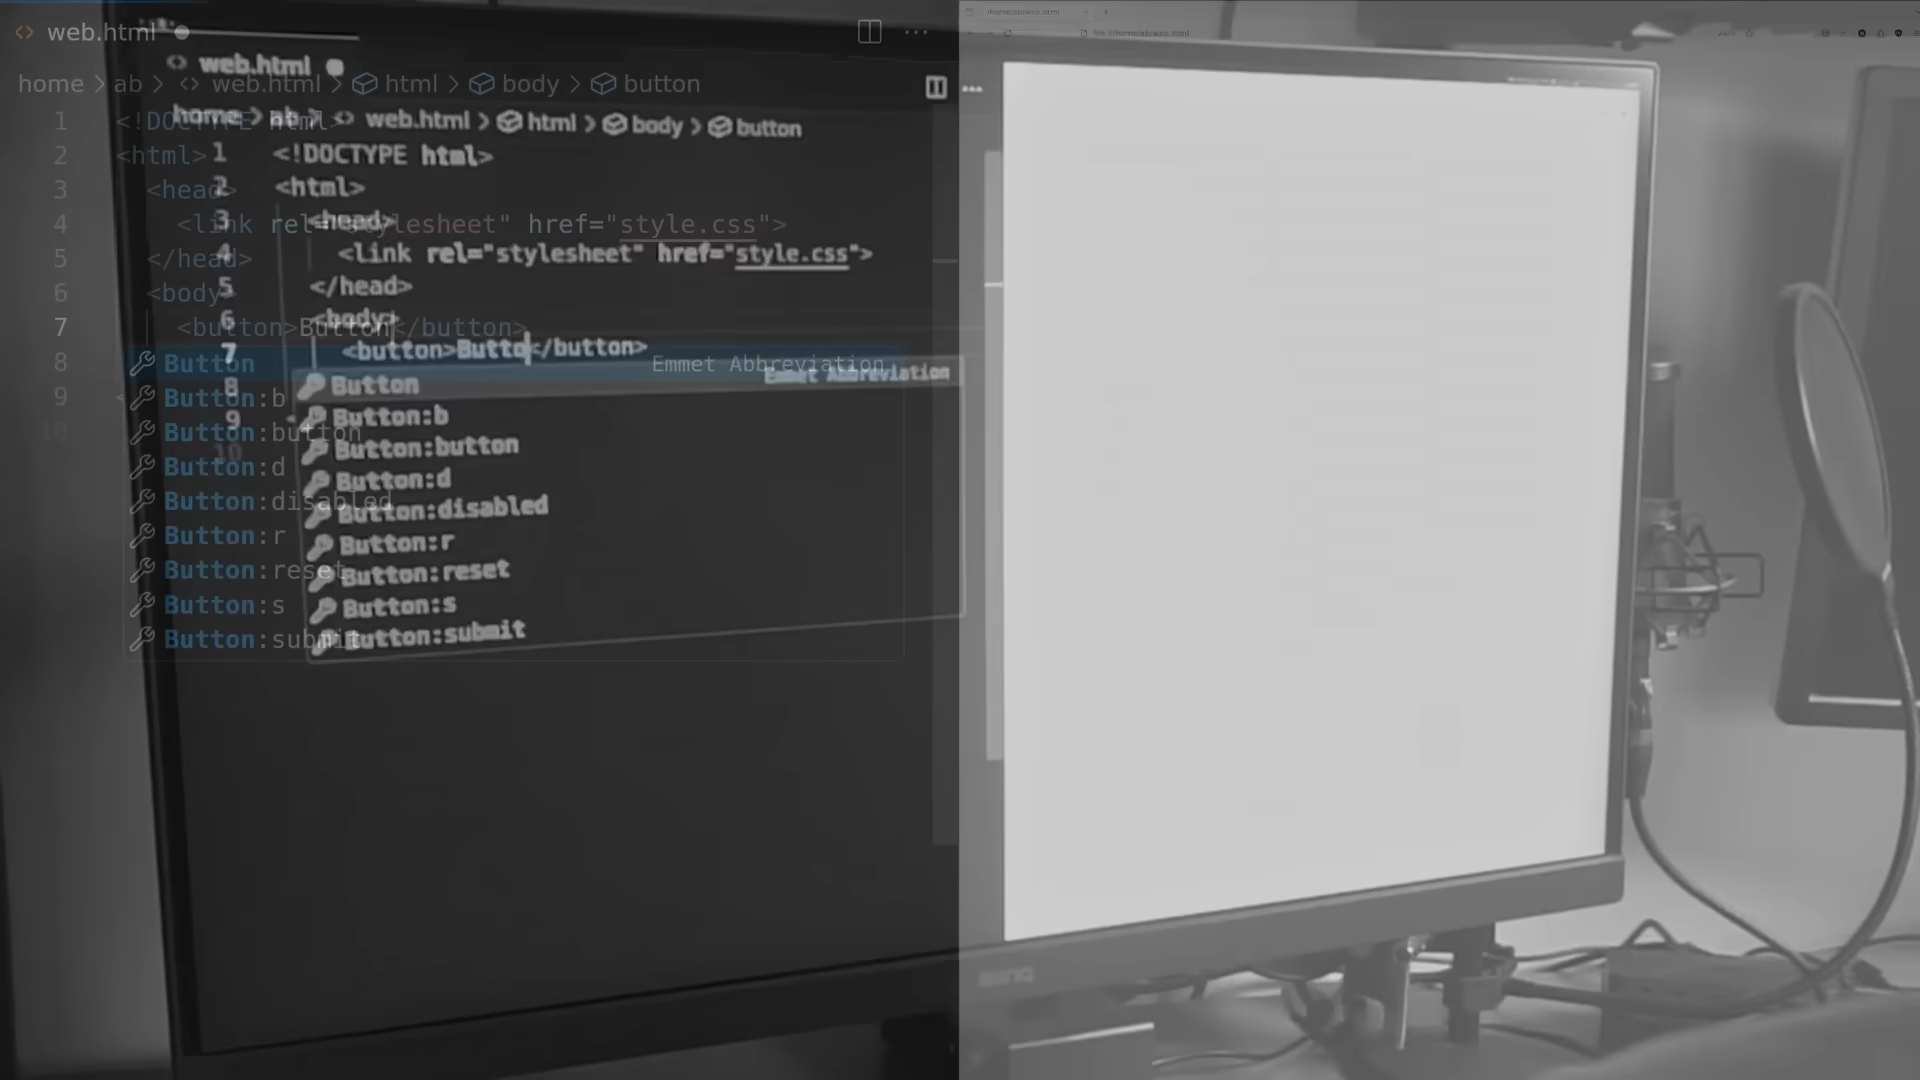 web.html
home > ab > web.html > html > body > button
1 <!DOCTYPE html>
2 <html>
3 <head>
4 <link rel="stylesheet" href="style.css">
5 </head>
6 <body>
7 <button>Button</button>
8 Button Emmet Abbreviation
9 Button:b
10 Button:button
Button:d
Button:disabled
Button:r
Button:reset
Button:s
Button:submit
web.html
home > ab > web.html > html > body > button
1 <!DOCTYPE html>
2 <html>
3 <head>
4 <link rel="stylesheet" href="style.css">
5 </head>
6 <body>
7 <button>Butto</button>
8 Button Emmet Abbreviation
9 Button:b
10 Button:button
Button:d
Button:disabled
Button:r
Button:reset
Button:s
Button:submit